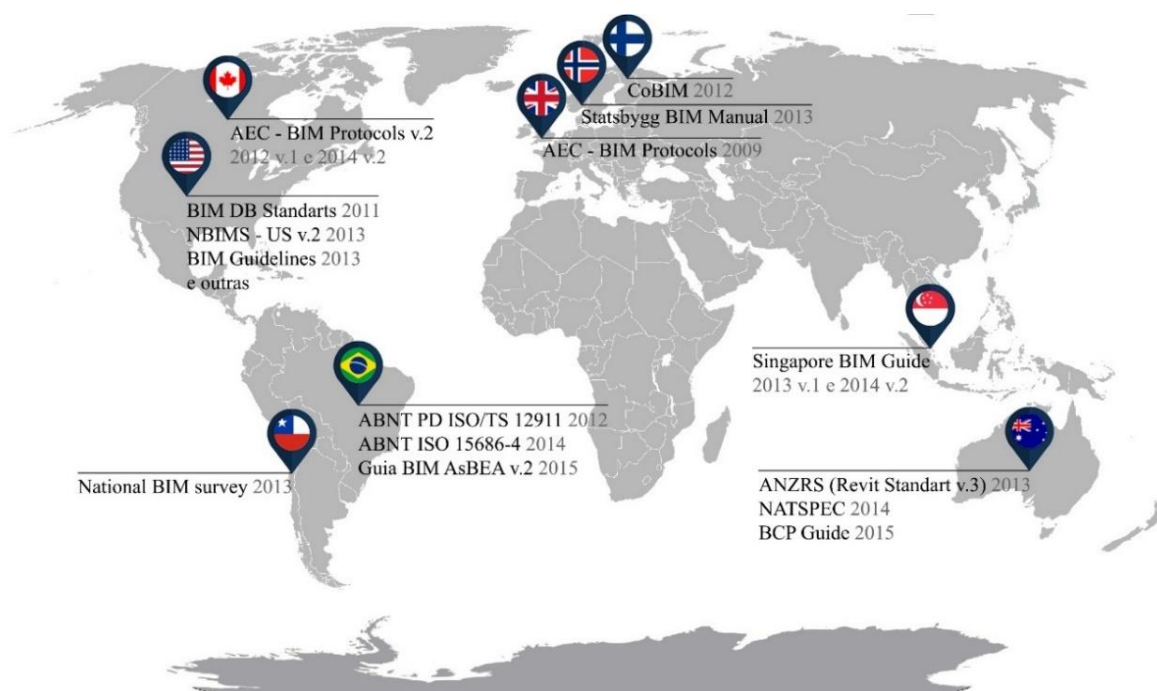 CoBIM 2012
Statsbygg BIM Manual 2013
AEC - BIM Protocols 2009
AEC - BIM Protocols v.2
2012 v.1 e 2014 v.2
BIM DB Standarts 2011
NBIMS - US v.2 2013
BIM Guidelines 2013
e outras
Singapore BIM Guide
2013 v.1 e 2014 v.2
ABNT PD ISO/TS 12911 2012
ABNT ISO 15686-4 2014
Guia BIM AsBEA v.2 2015
National BIM survey 2013
ANZRS (Revit Standart v.3) 2013
NATSPEC 2014
BCP Guide 2015